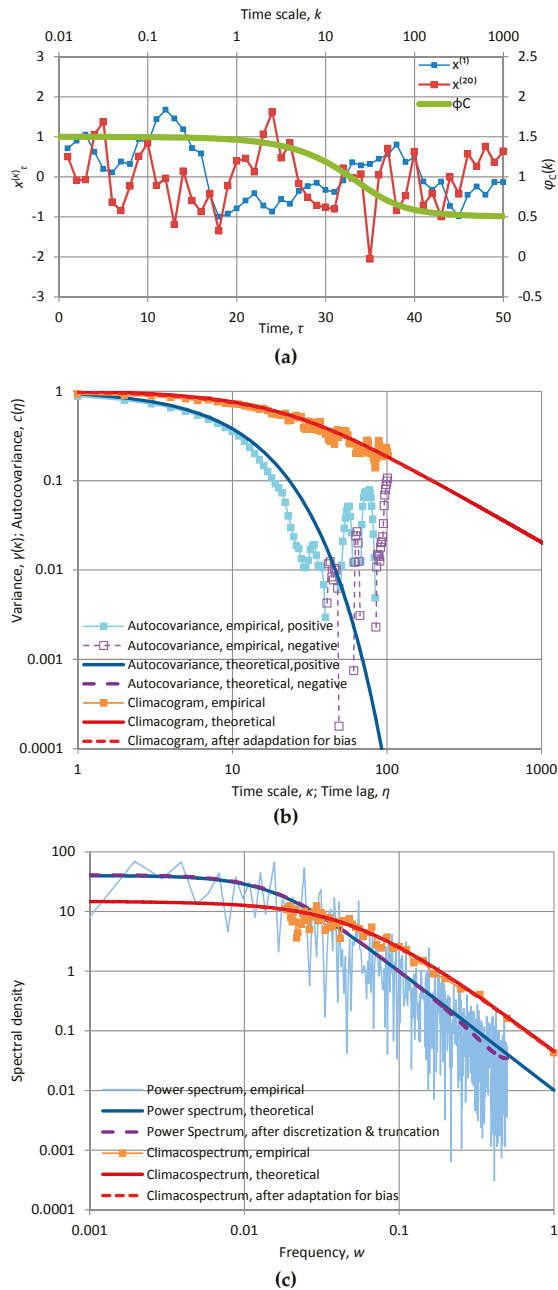 Time scale, k
0.01 0.1 1 10 100 1000
3 2.5
x⁽¹⁾
x⁽²⁰⁾
ϕC
2 2
1 1.5
0 1
-1 0.5
-2 0
-3 -0.5
x⁽ᵏ⁾τ
φC(k)
0 10 20 30 40 50
Time, τ
(a)
1
0.1
0.01
0.001
0.0001
Variance, γ(κ); Autocovariance, c(η)
Autocovariance, empirical, positive
Autocovariance, empirical, negative
Autocovariance, theoretical,positive
Autocovariance, theoretical, negative
Climacogram, empirical
Climacogram, theoretical
Climacogram, after adapdation for bias
1 10 100 1000
Time scale, κ; Time lag, η
(b)
100
10
1
0.1
0.01
0.001
0.0001
Spectral density
Power spectrum, empirical
Power spectrum, theoretical
Power Spectrum, after discretization & truncation
Climacospectrum, empirical
Climacospectrum, theoretical
Climacospectrum, after adaptation for bias
0.001 0.01 0.1 1
Frequency, w
(c)